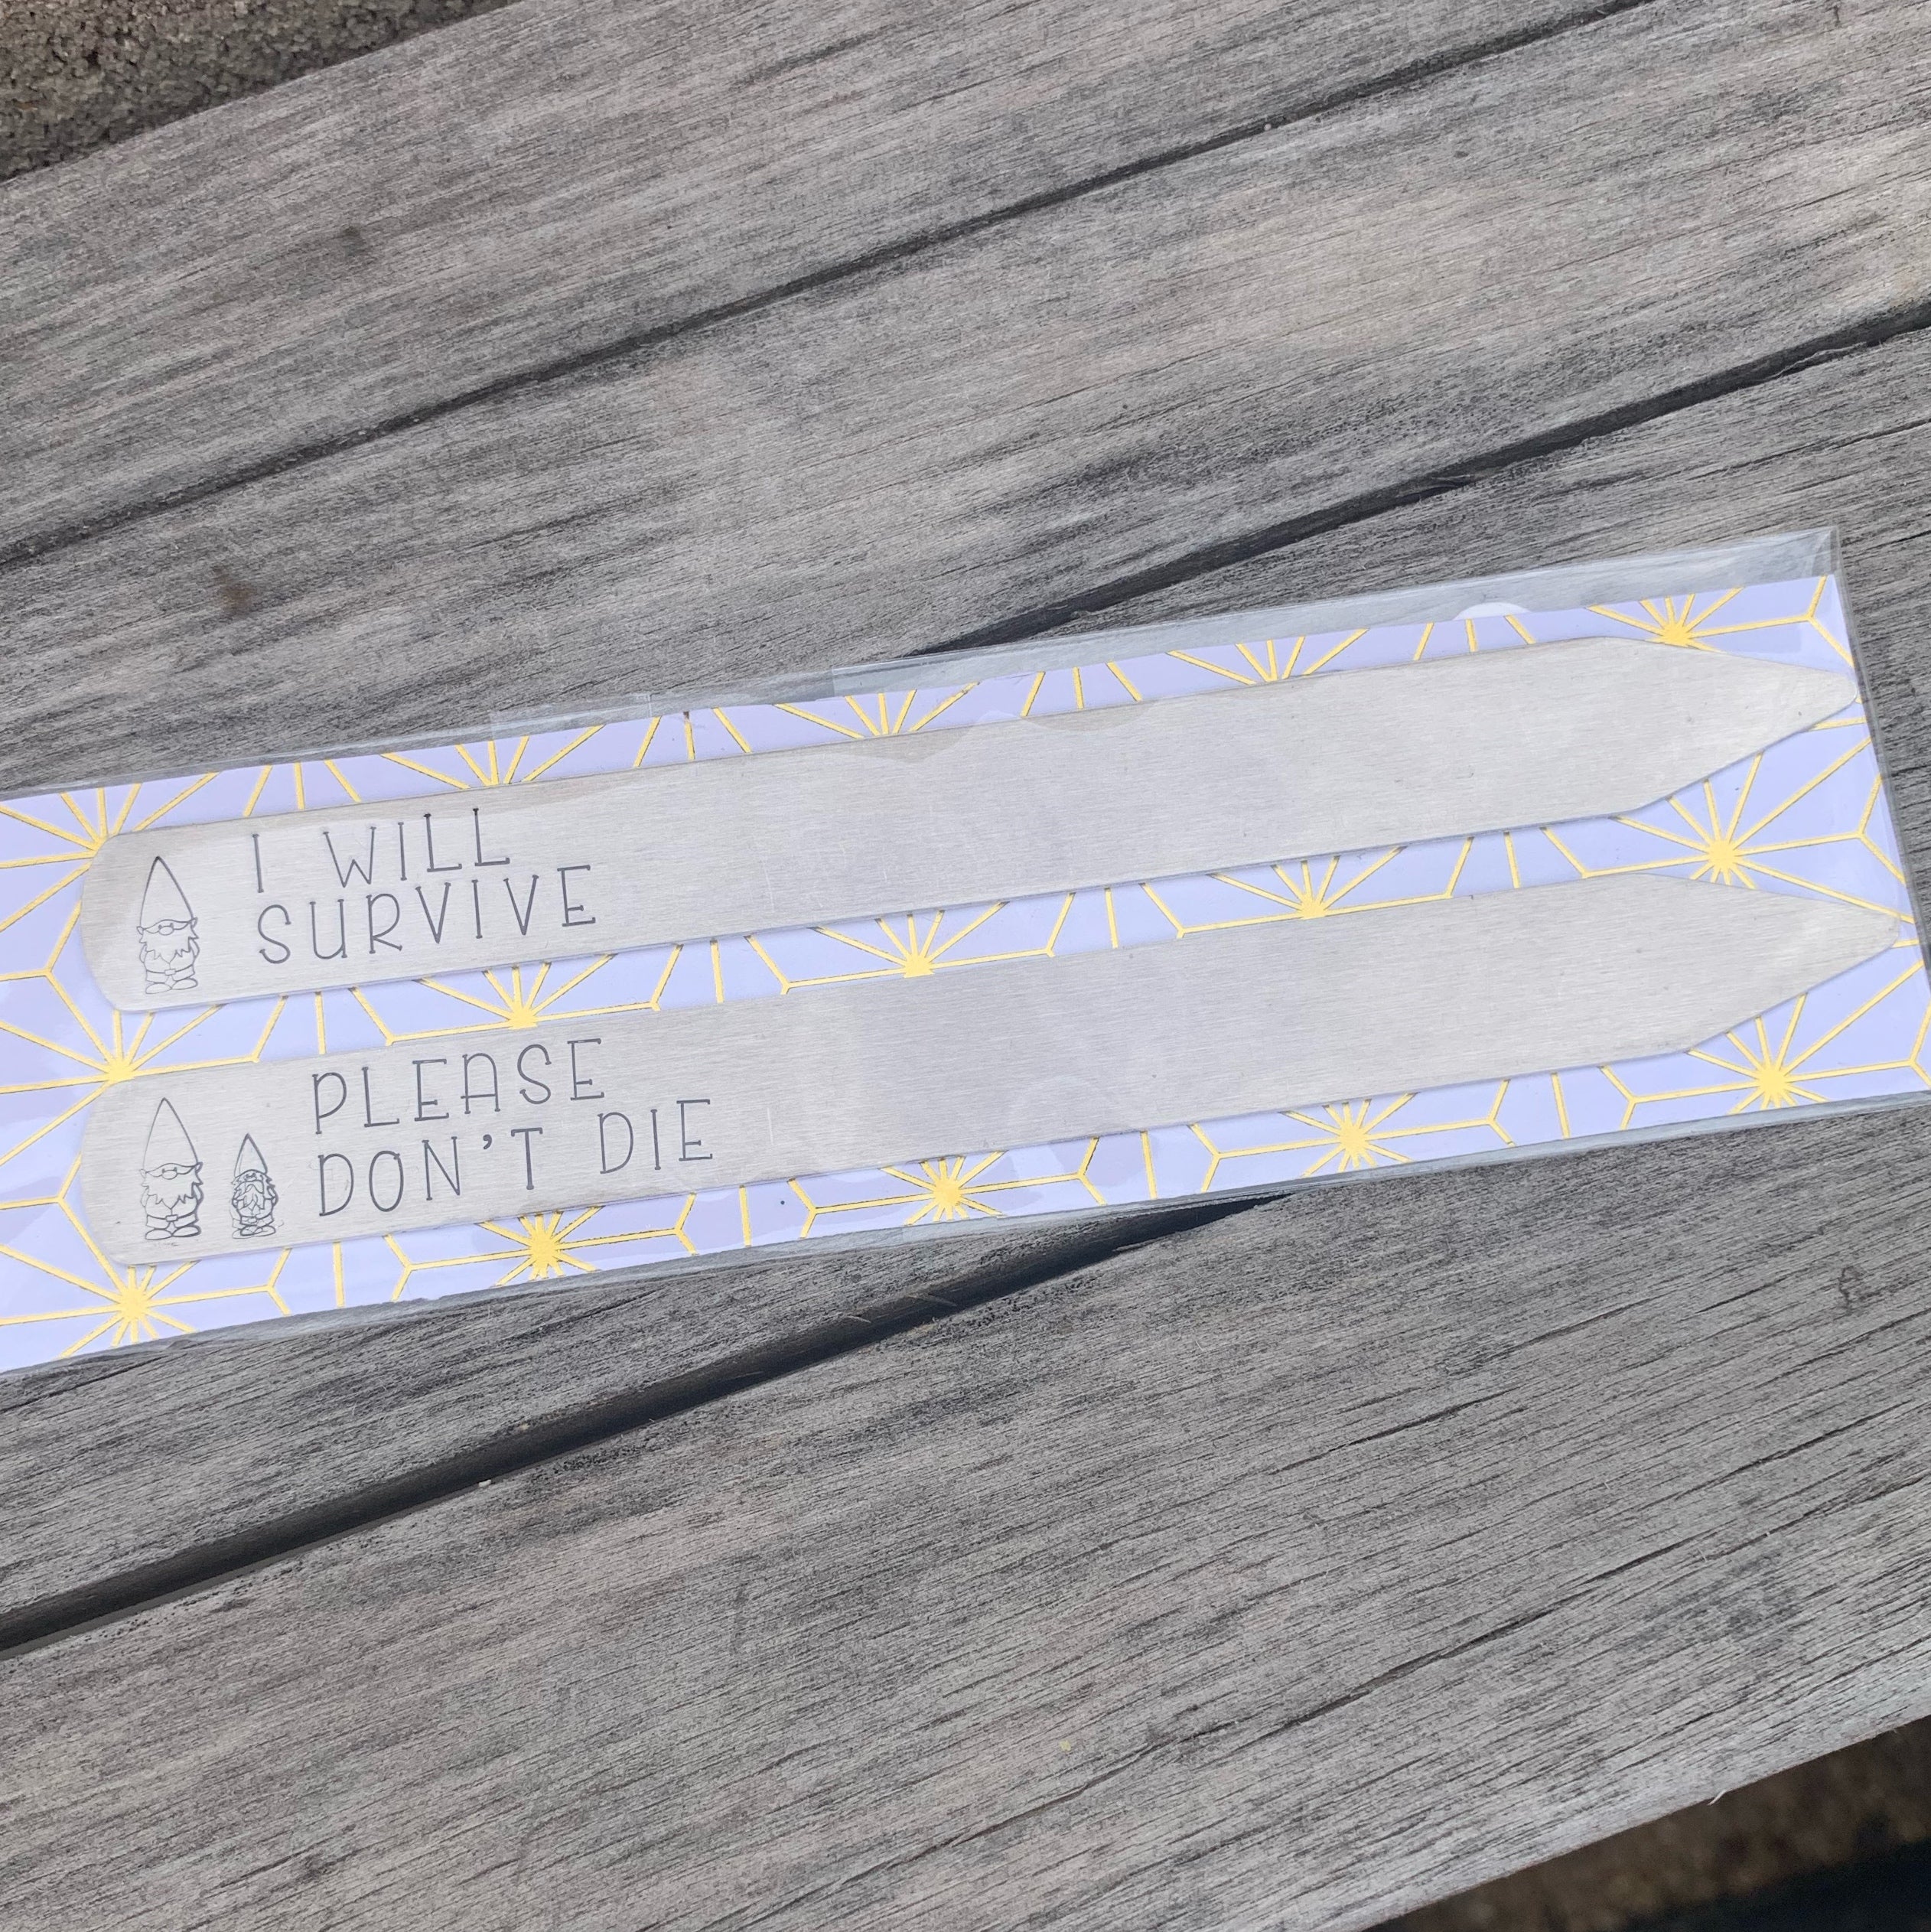 I WILL
SURVIVE
PLEASE
DON'T DIE